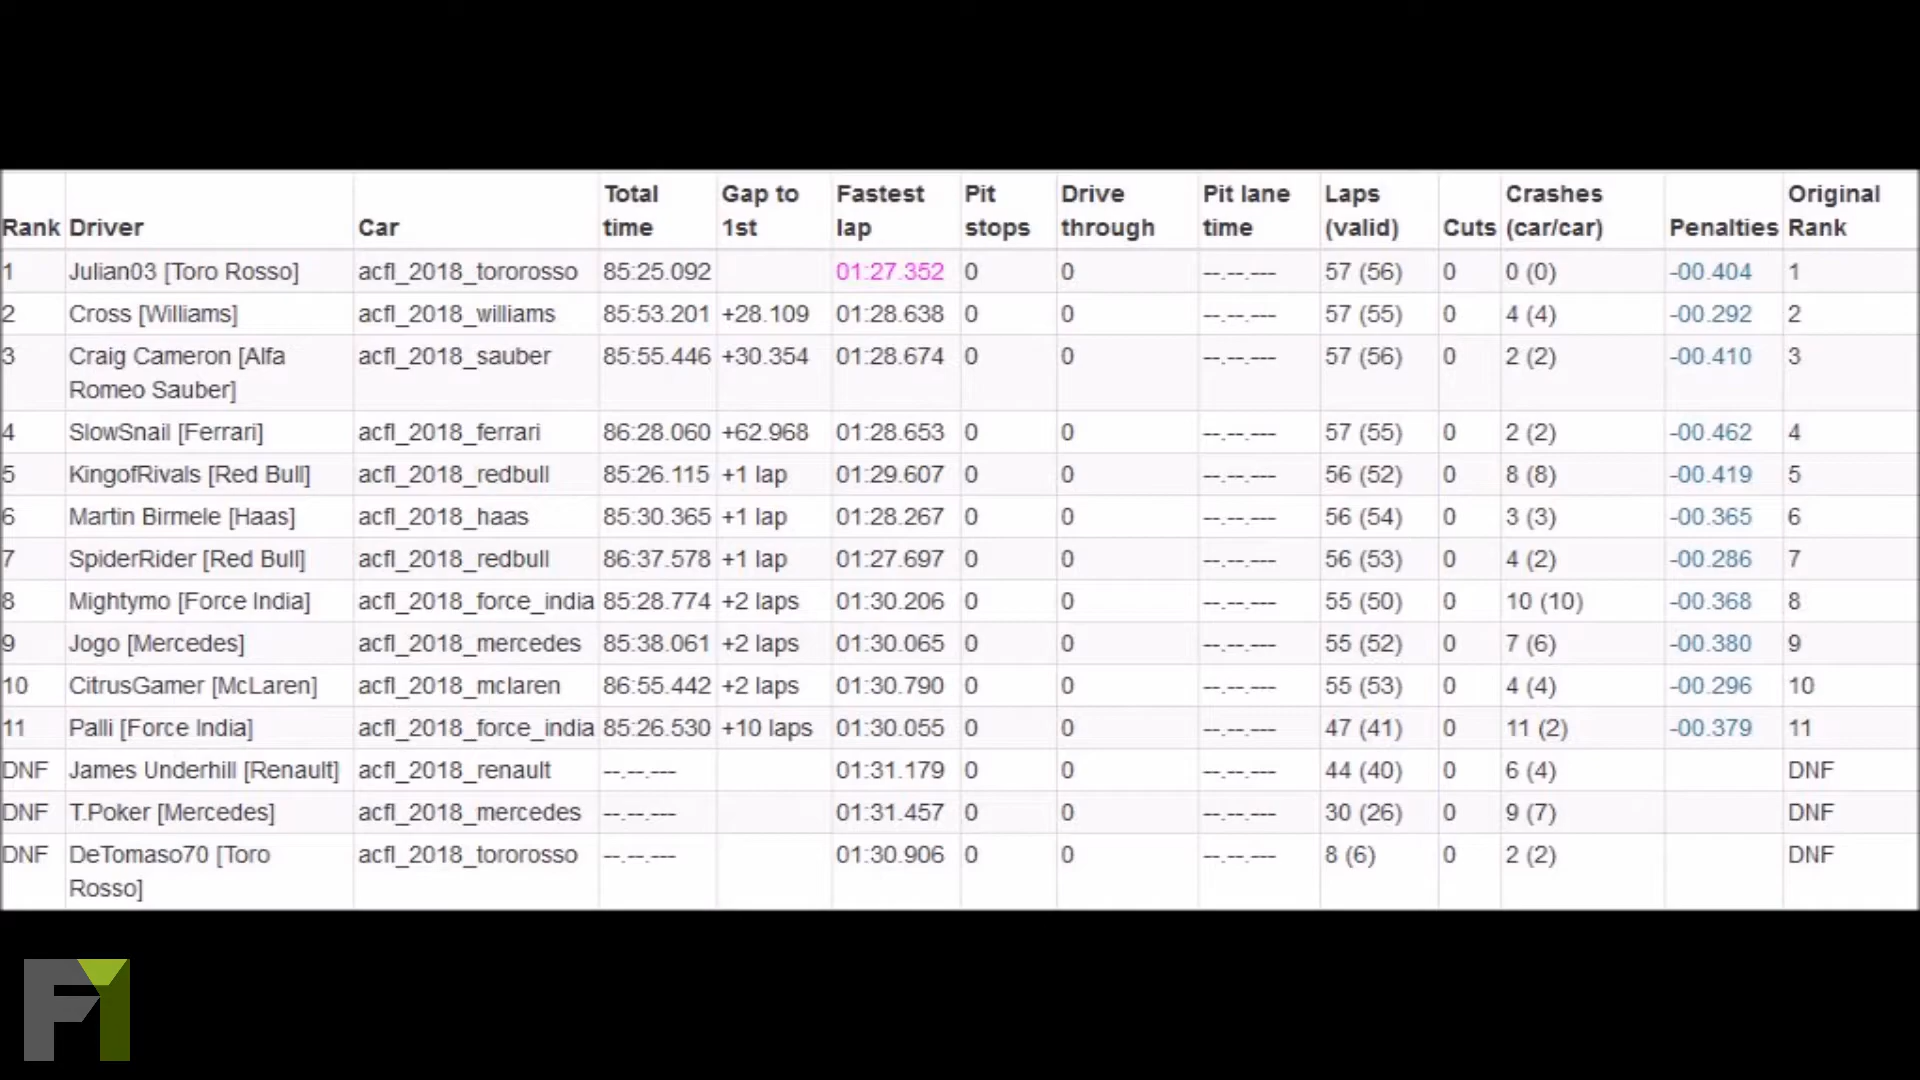 Rank Driver Car Total time Gap to 1st Fastest lap Pit stops Drive through Pit lane time Laps (valid) Cuts Crashes (car/car) Penalties Original Rank
1 Julian03 [Toro Rosso] acfl_2018_tororosso 85:25.092 01:27.352 0 0 --.--.--- 57 (56) 0 0 (0) -00.404 1
2 Cross [Williams] acfl_2018_williams 85:53.201 +28.109 01:28.638 0 0 --.--.--- 57 (55) 0 4 (4) -00.292 2
3 Craig Cameron [Alfa Romeo Sauber] acfl_2018_sauber 85:55.446 +30.354 01:28.674 0 0 --.--.--- 57 (56) 0 2 (2) -00.410 3
4 SlowSnail [Ferrari] acfl_2018_ferrari 86:28.060 +62.968 01:28.653 0 0 --.--.--- 57 (55) 0 2 (2) -00.462 4
5 KingofRivals [Red Bull] acfl_2018_redbull 85:26.115 +1 lap 01:29.607 0 0 --.--.--- 56 (52) 0 8 (8) -00.419 5
6 Martin Birmele [Haas] acfl_2018_haas 85:30.365 +1 lap 01:28.267 0 0 --.--.--- 56 (54) 0 3 (3) -00.365 6
7 SpiderRider [Red Bull] acfl_2018_redbull 86:37.578 +1 lap 01:27.697 0 0 --.--.--- 56 (53) 0 4 (2) -00.286 7
8 Mightymo [Force India] acfl_2018_force_india 85:28.774 +2 laps 01:30.206 0 0 --.--.--- 55 (50) 0 10 (10) -00.368 8
9 Jogo [Mercedes] acfl_2018_mercedes 85:38.061 +2 laps 01:30.065 0 0 --.--.--- 55 (52) 0 7 (6) -00.380 9
10 CitrusGamer [McLaren] acfl_2018_mclaren 86:55.442 +2 laps 01:30.790 0 0 --.--.--- 55 (53) 0 4 (4) -00.296 10
11 Palli [Force India] acfl_2018_force_india 85:26.530 +10 laps 01:30.055 0 0 --.--.--- 47 (41) 0 11 (2) -00.379 11
DNF James Underhill [Renault] acfl_2018_renault --.--.--- 01:31.179 0 0 --.--.--- 44 (40) 0 6 (4) DNF
DNF T.Poker [Mercedes] acfl_2018_mercedes --.--.--- 01:31.457 0 0 --.--.--- 30 (26) 0 9 (7) DNF
DNF DeTomaso70 [Toro Rosso] acfl_2018_tororosso --.--.--- 01:30.906 0 0 --.--.--- 8 (6) 0 2 (2) DNF
F1